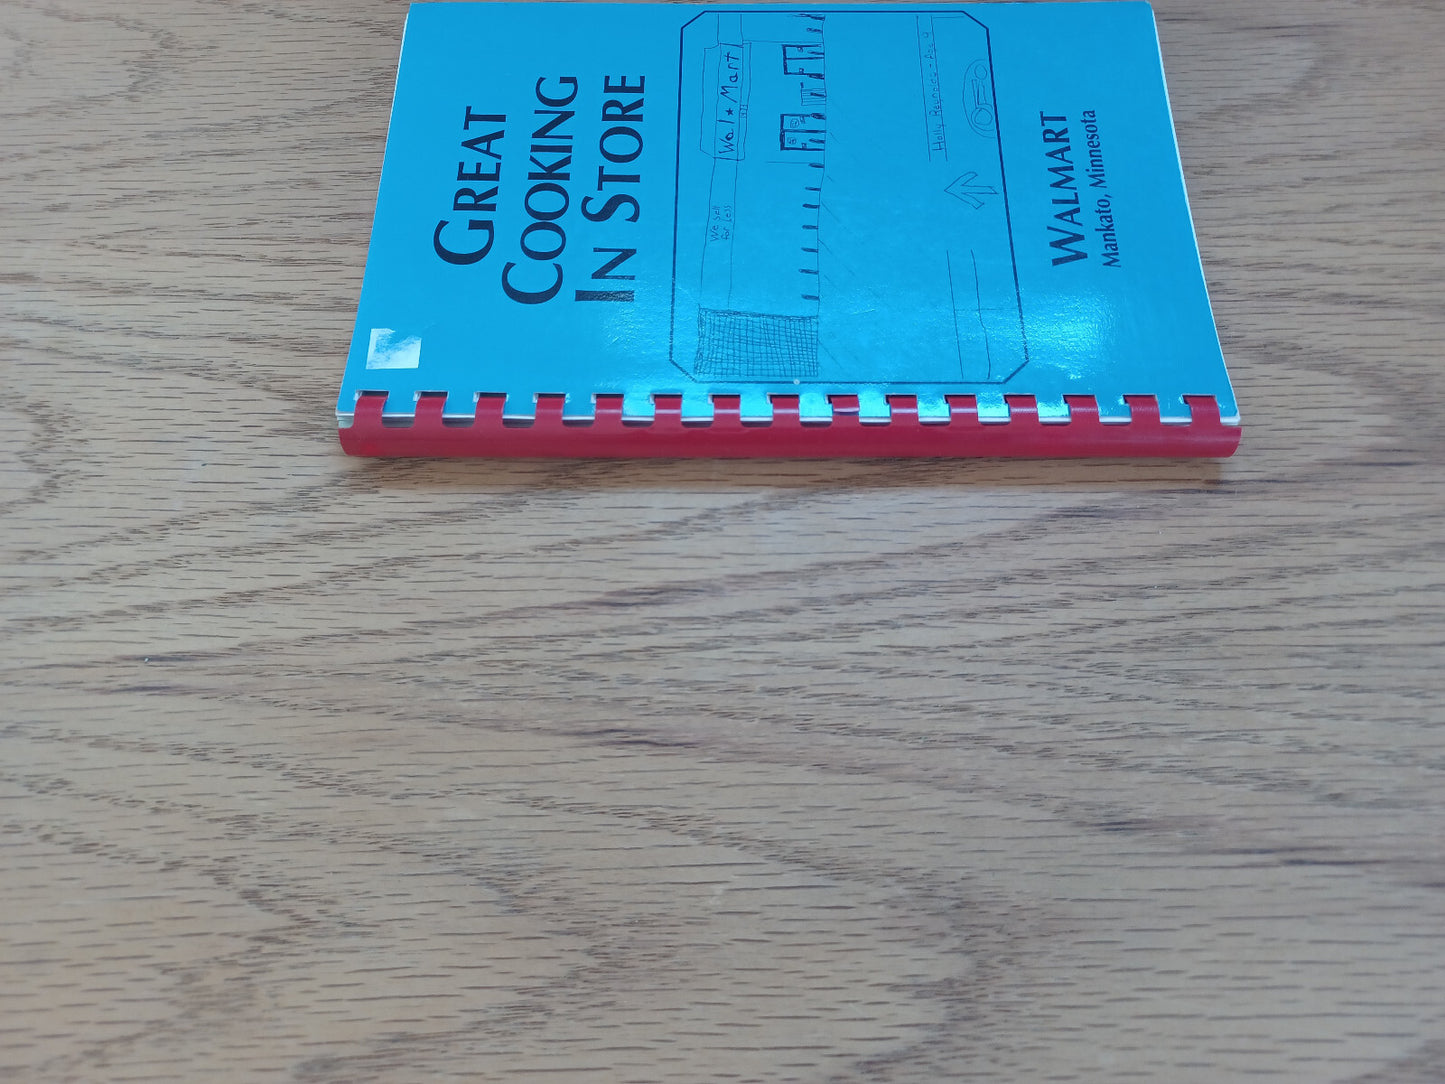 GREAT
COOKING
IN STORE
Wal★Mart
We Sell
for Less
Holly Reynolds - Age 9
WALMART
Mankato, Minnesota